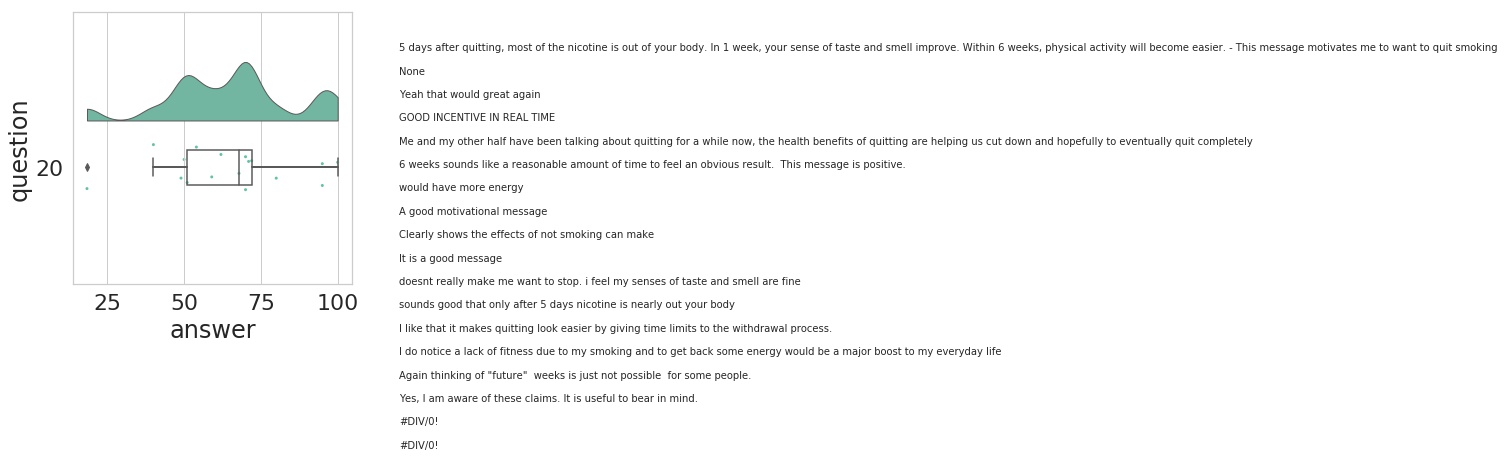 5 days after quitting, most of the nicotine is out of your body. In 1 week, your sense of taste and smell improve. Within 6 weeks, physical activity will become easier. - This message motivates me to want to quit smoking
None
Yeah that would great again
GOOD INCENTIVE IN REAL TIME
Me and my other half have been talking about quitting for a while now, the health benefits of quitting are helping us cut down and hopefully to eventually quit completely
6 weeks sounds like a reasonable amount of time to feel an obvious result.  This message is positive.
would have more energy
A good motivational message
Clearly shows the effects of not smoking can make
It is a good message
doesnt really make me want to stop. i feel my senses of taste and smell are fine
sounds good that only after 5 days nicotine is nearly out your body
I like that it makes quitting look easier by giving time limits to the withdrawal process.
I do notice a lack of fitness due to my smoking and to get back some energy would be a major boost to my everyday life
Again thinking of "future"  weeks is just not possible  for some people.
Yes, I am aware of these claims. It is useful to bear in mind.
#DIV/0!
#DIV/0!
question
20
25 50 75 100
answer